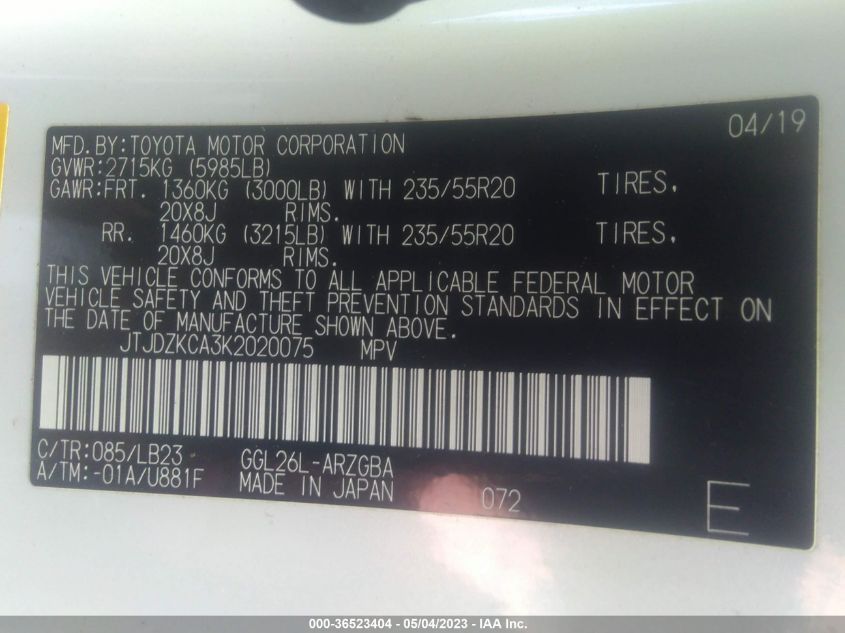 04/19
MFD.BY:TOYOTA MOTOR CORPORATION
GVWR:2715KG (5985LB)
GAWR:FRT. 1360KG (3000LB) WITH 235/55R20 TIRES,
20X8J RIMS.
RR. 1460KG (3215LB) WITH 235/55R20 TIRES,
20X8J RIMS.
THIS VEHICLE CONFORMS TO ALL APPLICABLE FEDERAL MOTOR
VEHICLE SAFETY AND THEFT PREVENTION STANDARDS IN EFFECT ON
THE DATE OF MANUFACTURE SHOWN ABOVE.
JTJDZKCA3K2020075 MPV
C/TR:085/LB23 GGL26L-ARZGBA
A/TM:-01A/U881F MADE IN JAPAN 072 E
000-36523404 - 05/04/2023 - IAA Inc.